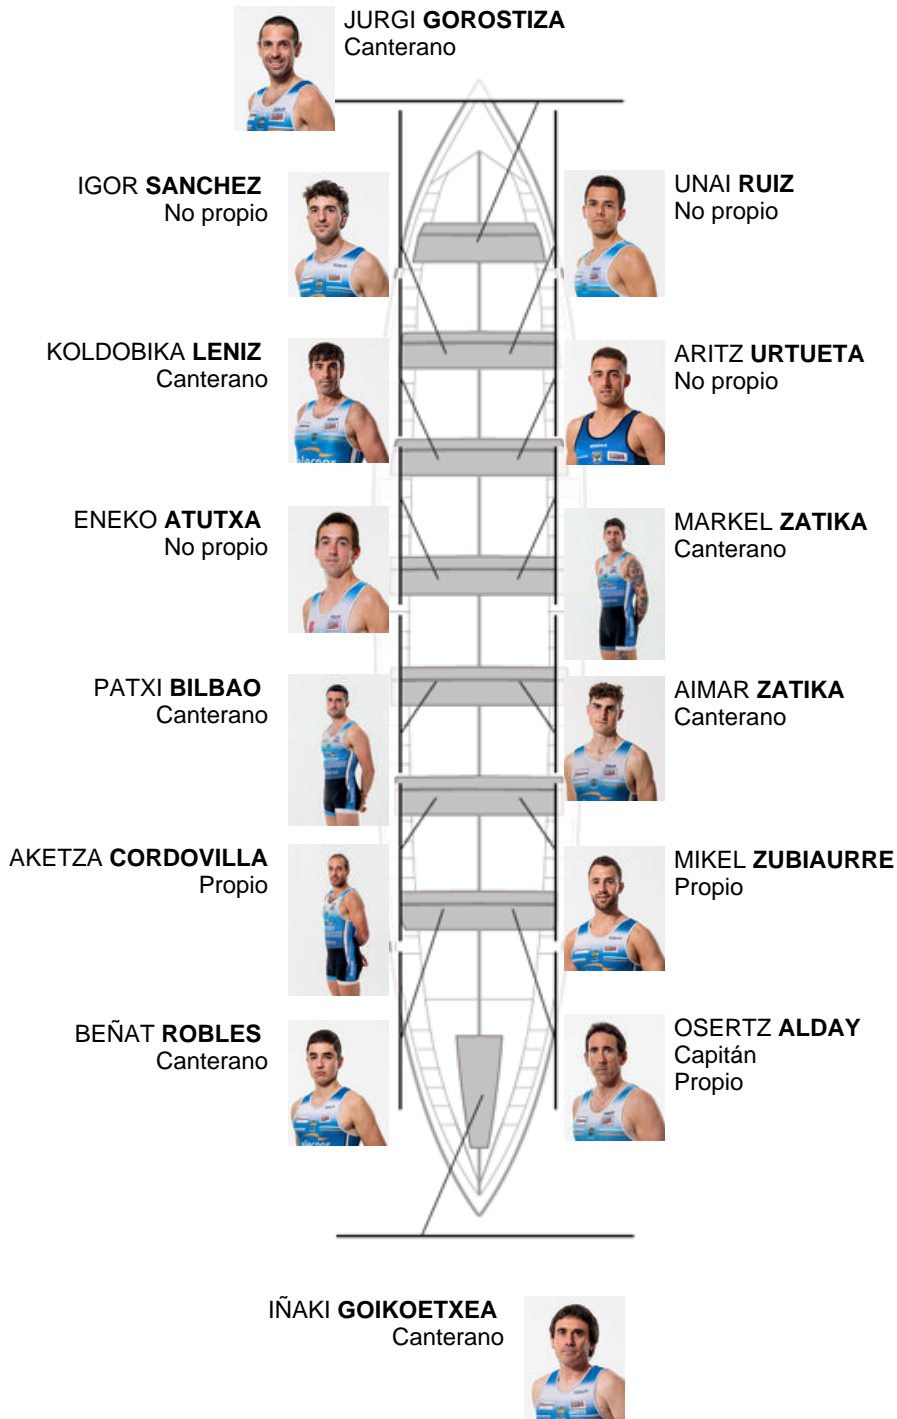 JURGI GOROSTIZA
Canterano
IGOR SANCHEZ
No propio
UNAI RUIZ
No propio
KOLDOBIKA LENIZ
Canterano
ARITZ URTUETA
No propio
ENEKO ATUTXA
No propio
MARKEL ZATIKA
Canterano
PATXI BILBAO
Canterano
AIMAR ZATIKA
Canterano
AKETZA CORDOVILLA
Propio
MIKEL ZUBIAURRE
Propio
BEÑAT ROBLES
Canterano
OSERTZ ALDAY
Capitán
Propio
IÑAKI GOIKOETXEA
Canterano